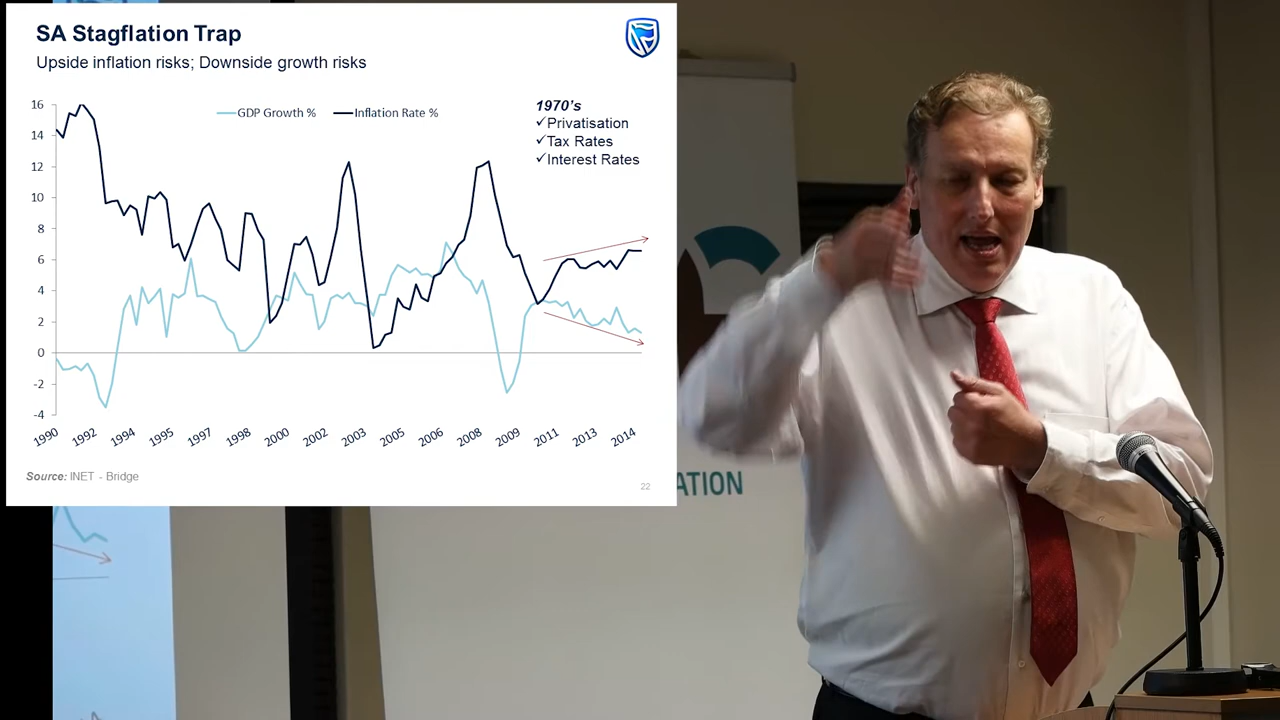 SA Stagflation Trap
Upside inflation risks; Downside growth risks
GDP Growth %
Inflation Rate %
1970's
✓Privatisation
✓Tax Rates
✓Interest Rates
16
14
12
10
8
6
4
2
0
-2
-4
1990
1992
1994
1995
1997
1998
2000
2002
2003
2005
2006
2008
2009
2011
2013
2014
Source: INET - Bridge
22
ATION